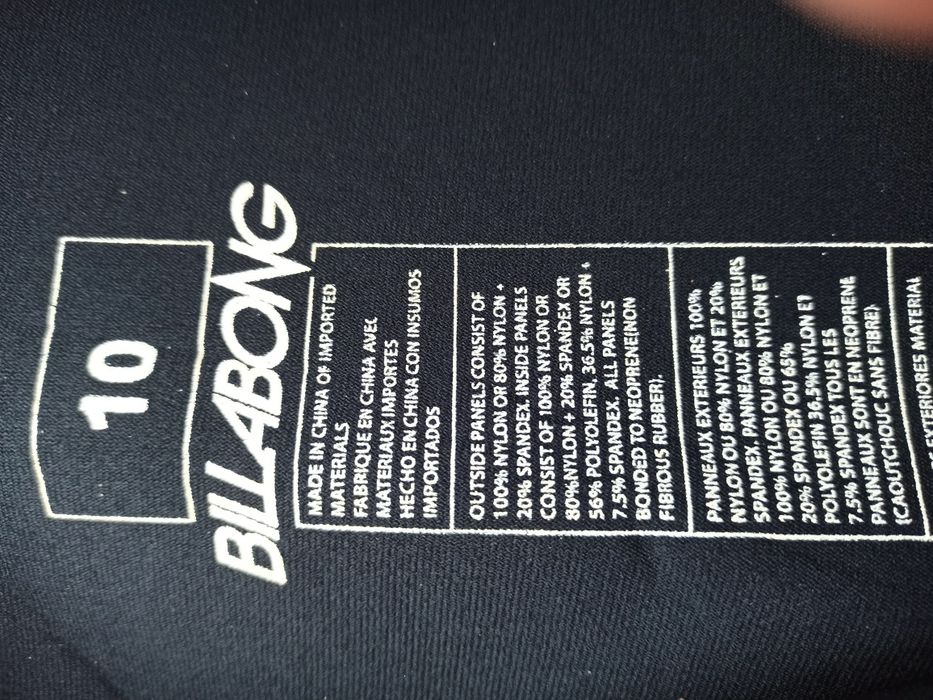 10
BILLABONG
MADE IN CHINA OF IMPORTED
MATERIALS
FABRIQUE EN CHINA AVEC
MATERIAUX IMPORTES
HECHO EN CHINA CON INSUMOS
IMPORTADOS
OUTSIDE PANELS CONSIST OF
100% NYLON OR 80% NYLON +
20% SPANDEX. INSIDE PANELS
CONSIST OF 100% NYLON OR
80%NYLON + 20% SPANDEX OR
56% POLYOLEFIN, 36.5% NYLON +
7.5% SPANDEX. ALL PANELS
BONDED TO NEOPRENE(NON
FIBROUS RUBBER).
PANNEAUX EXTERIEURS 100%
NYLON OU 80% NYLON ET 20%
SPANDEX. PANNEAUX EXTERIEURS
100% NYLON OU 80% NYLON ET
20% SPANDEX OU 65%
POLYOLEFIN 36.5% NYLON ET
7.5% SPANDEX TOUS LES
PANNEAUX SONT EN NEOPRENE
(CAOUTCHOUC SANS FIBRE).
EXTERIORES MATERIAL